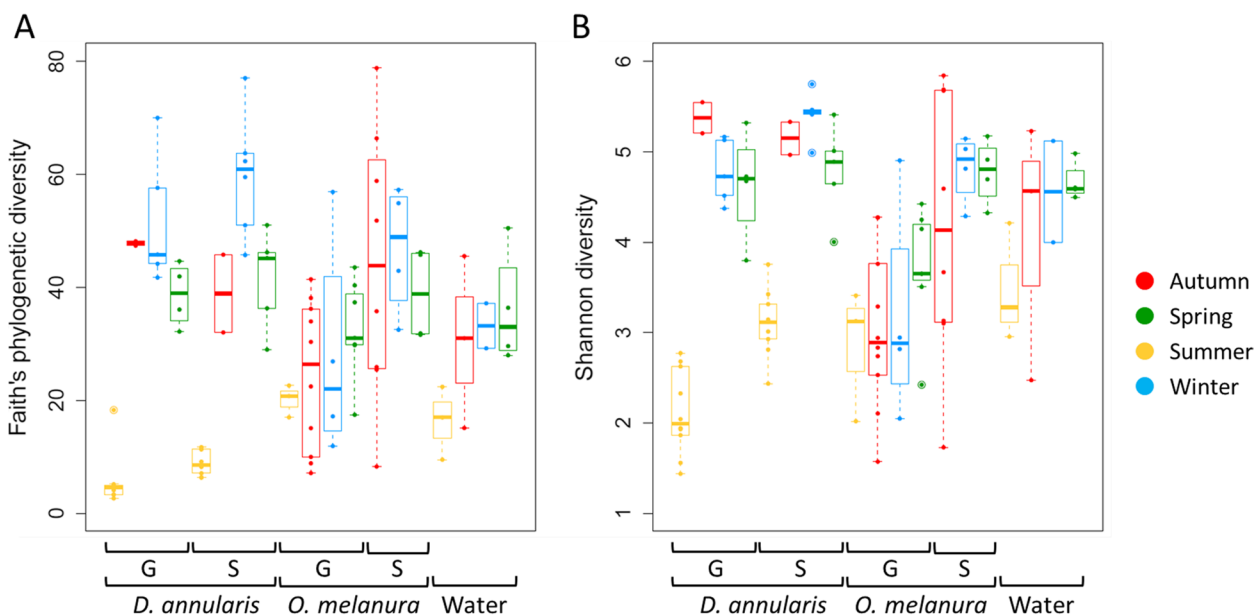 A
Faith's phylogenetic diversity
80
60
40
20
0
G S G S
D. annularis O. melanura Water
B
Shannon diversity
6
5
4
3
2
1
G S G S
D. annularis O. melanura Water
Autumn
Spring
Summer
Winter